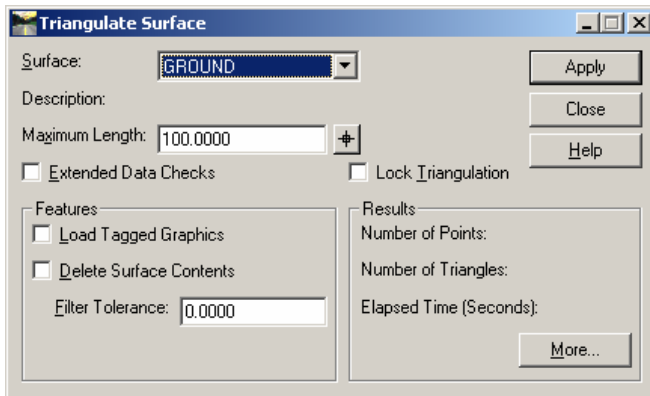 Triangulate Surface
Surface: GROUND
Apply
Description:
Close
Maximum Length: 100.0000
Help
Extended Data Checks
Lock Triangulation
Features
Load Tagged Graphics
Delete Surface Contents
Filter Tolerance: 0.0000
Results
Number of Points:
Number of Triangles:
Elapsed Time (Seconds):
More...